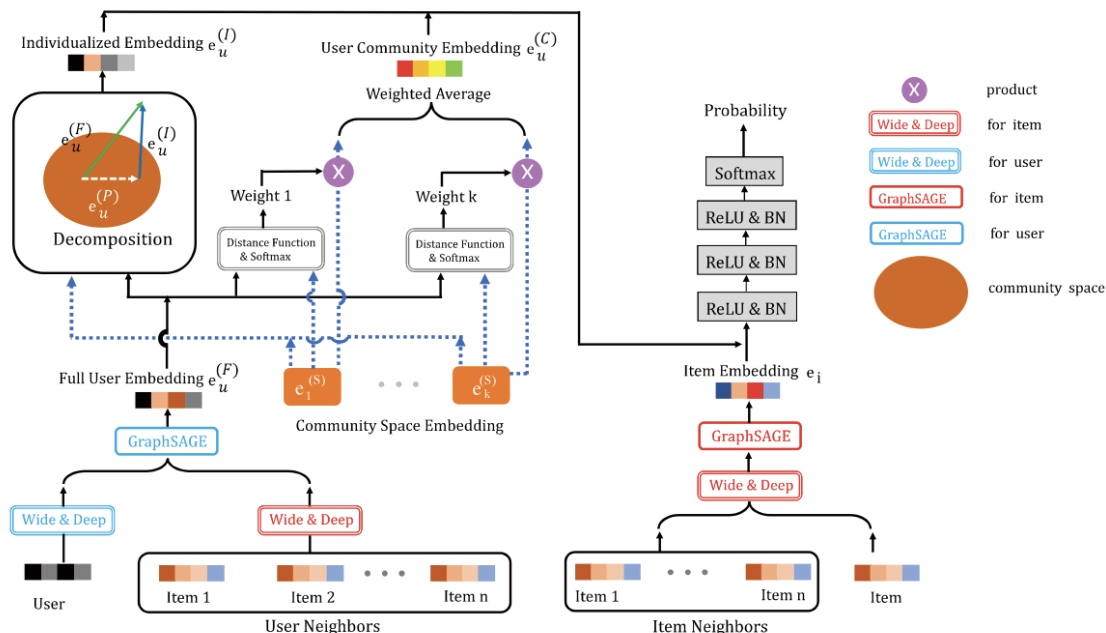 Individualized Embedding e_u^(I)
User Community Embedding e_u^(C)
Weighted Average
e_u^(F)
e_u^(I)
e_u^(P)
Decomposition
X
X
Weight 1
Weight k
Distance Function
& Softmax
Distance Function
& Softmax
Full User Embedding e_u^(F)
e_1^(S)
e_k^(S)
Community Space Embedding
GraphSAGE
Wide & Deep
Wide & Deep
User
Item 1
Item 2
Item n
User Neighbors
Probability
Softmax
ReLU & BN
ReLU & BN
ReLU & BN
Item Embedding e_i
GraphSAGE
Wide & Deep
Item 1
Item n
Item
Item Neighbors
X product
Wide & Deep for item
Wide & Deep for user
GraphSAGE for item
GraphSAGE for user
community space